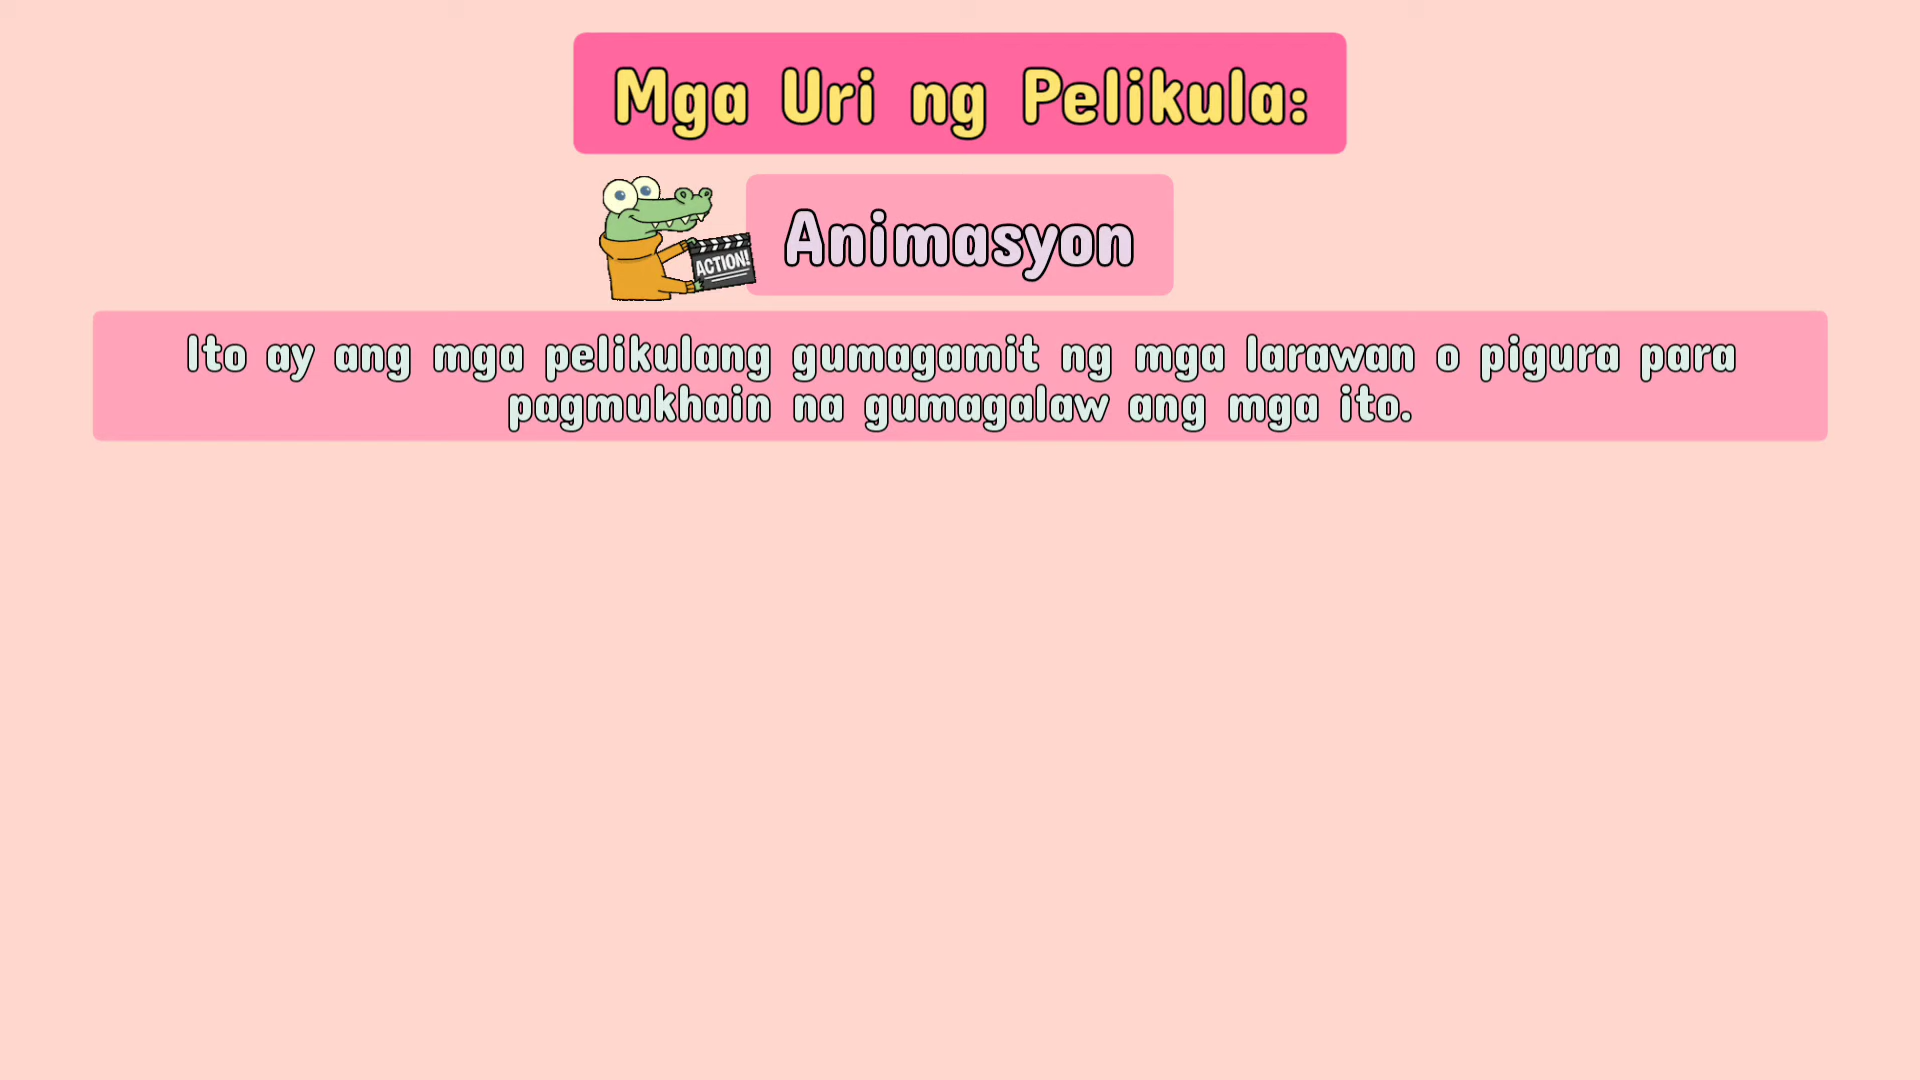 Mga Uri ng Pelikula:
ACTION!
Animasyon
Ito ay ang mga pelikulang gumagamit ng mga larawan o pigura para
pagmukhain na gumagalaw ang mga ito.